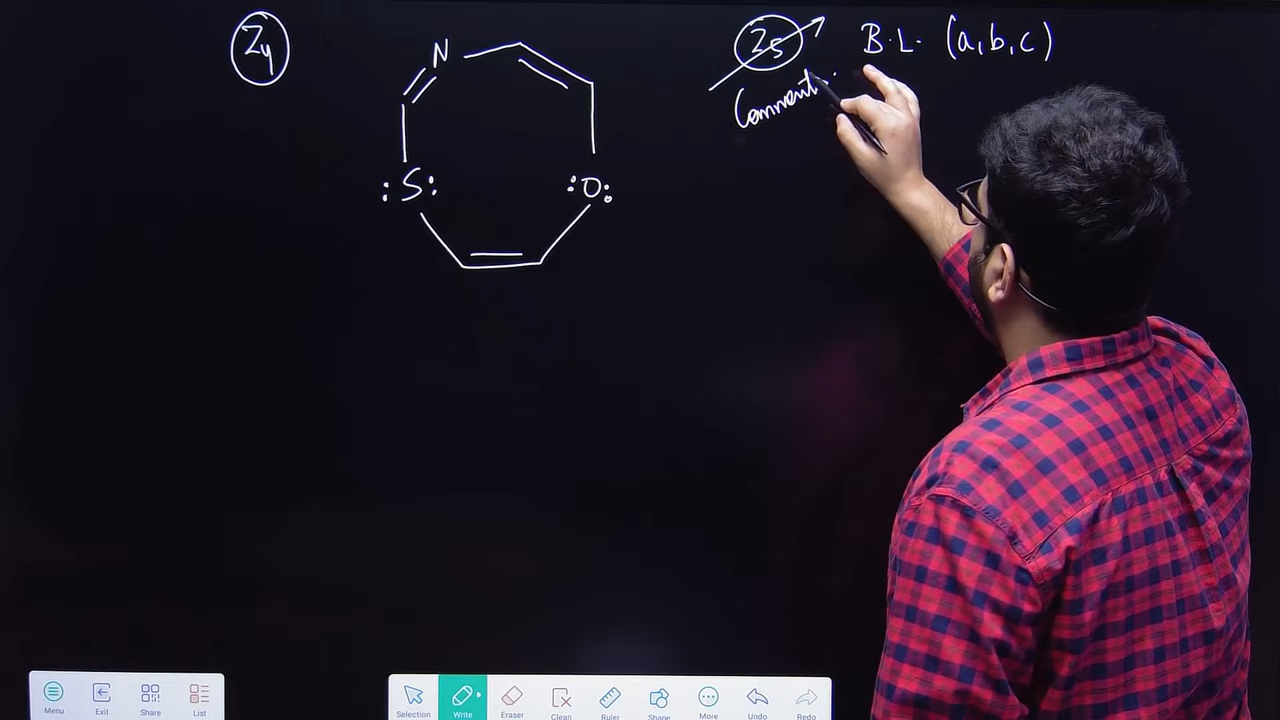 Z4
N
:S:
:O:
Z5 B.L. (a,b,c)
Comment
Menu
Exit
Share
List
Selection
Write
Eraser
Clean
Ruler
Shape
More
Undo
Redo